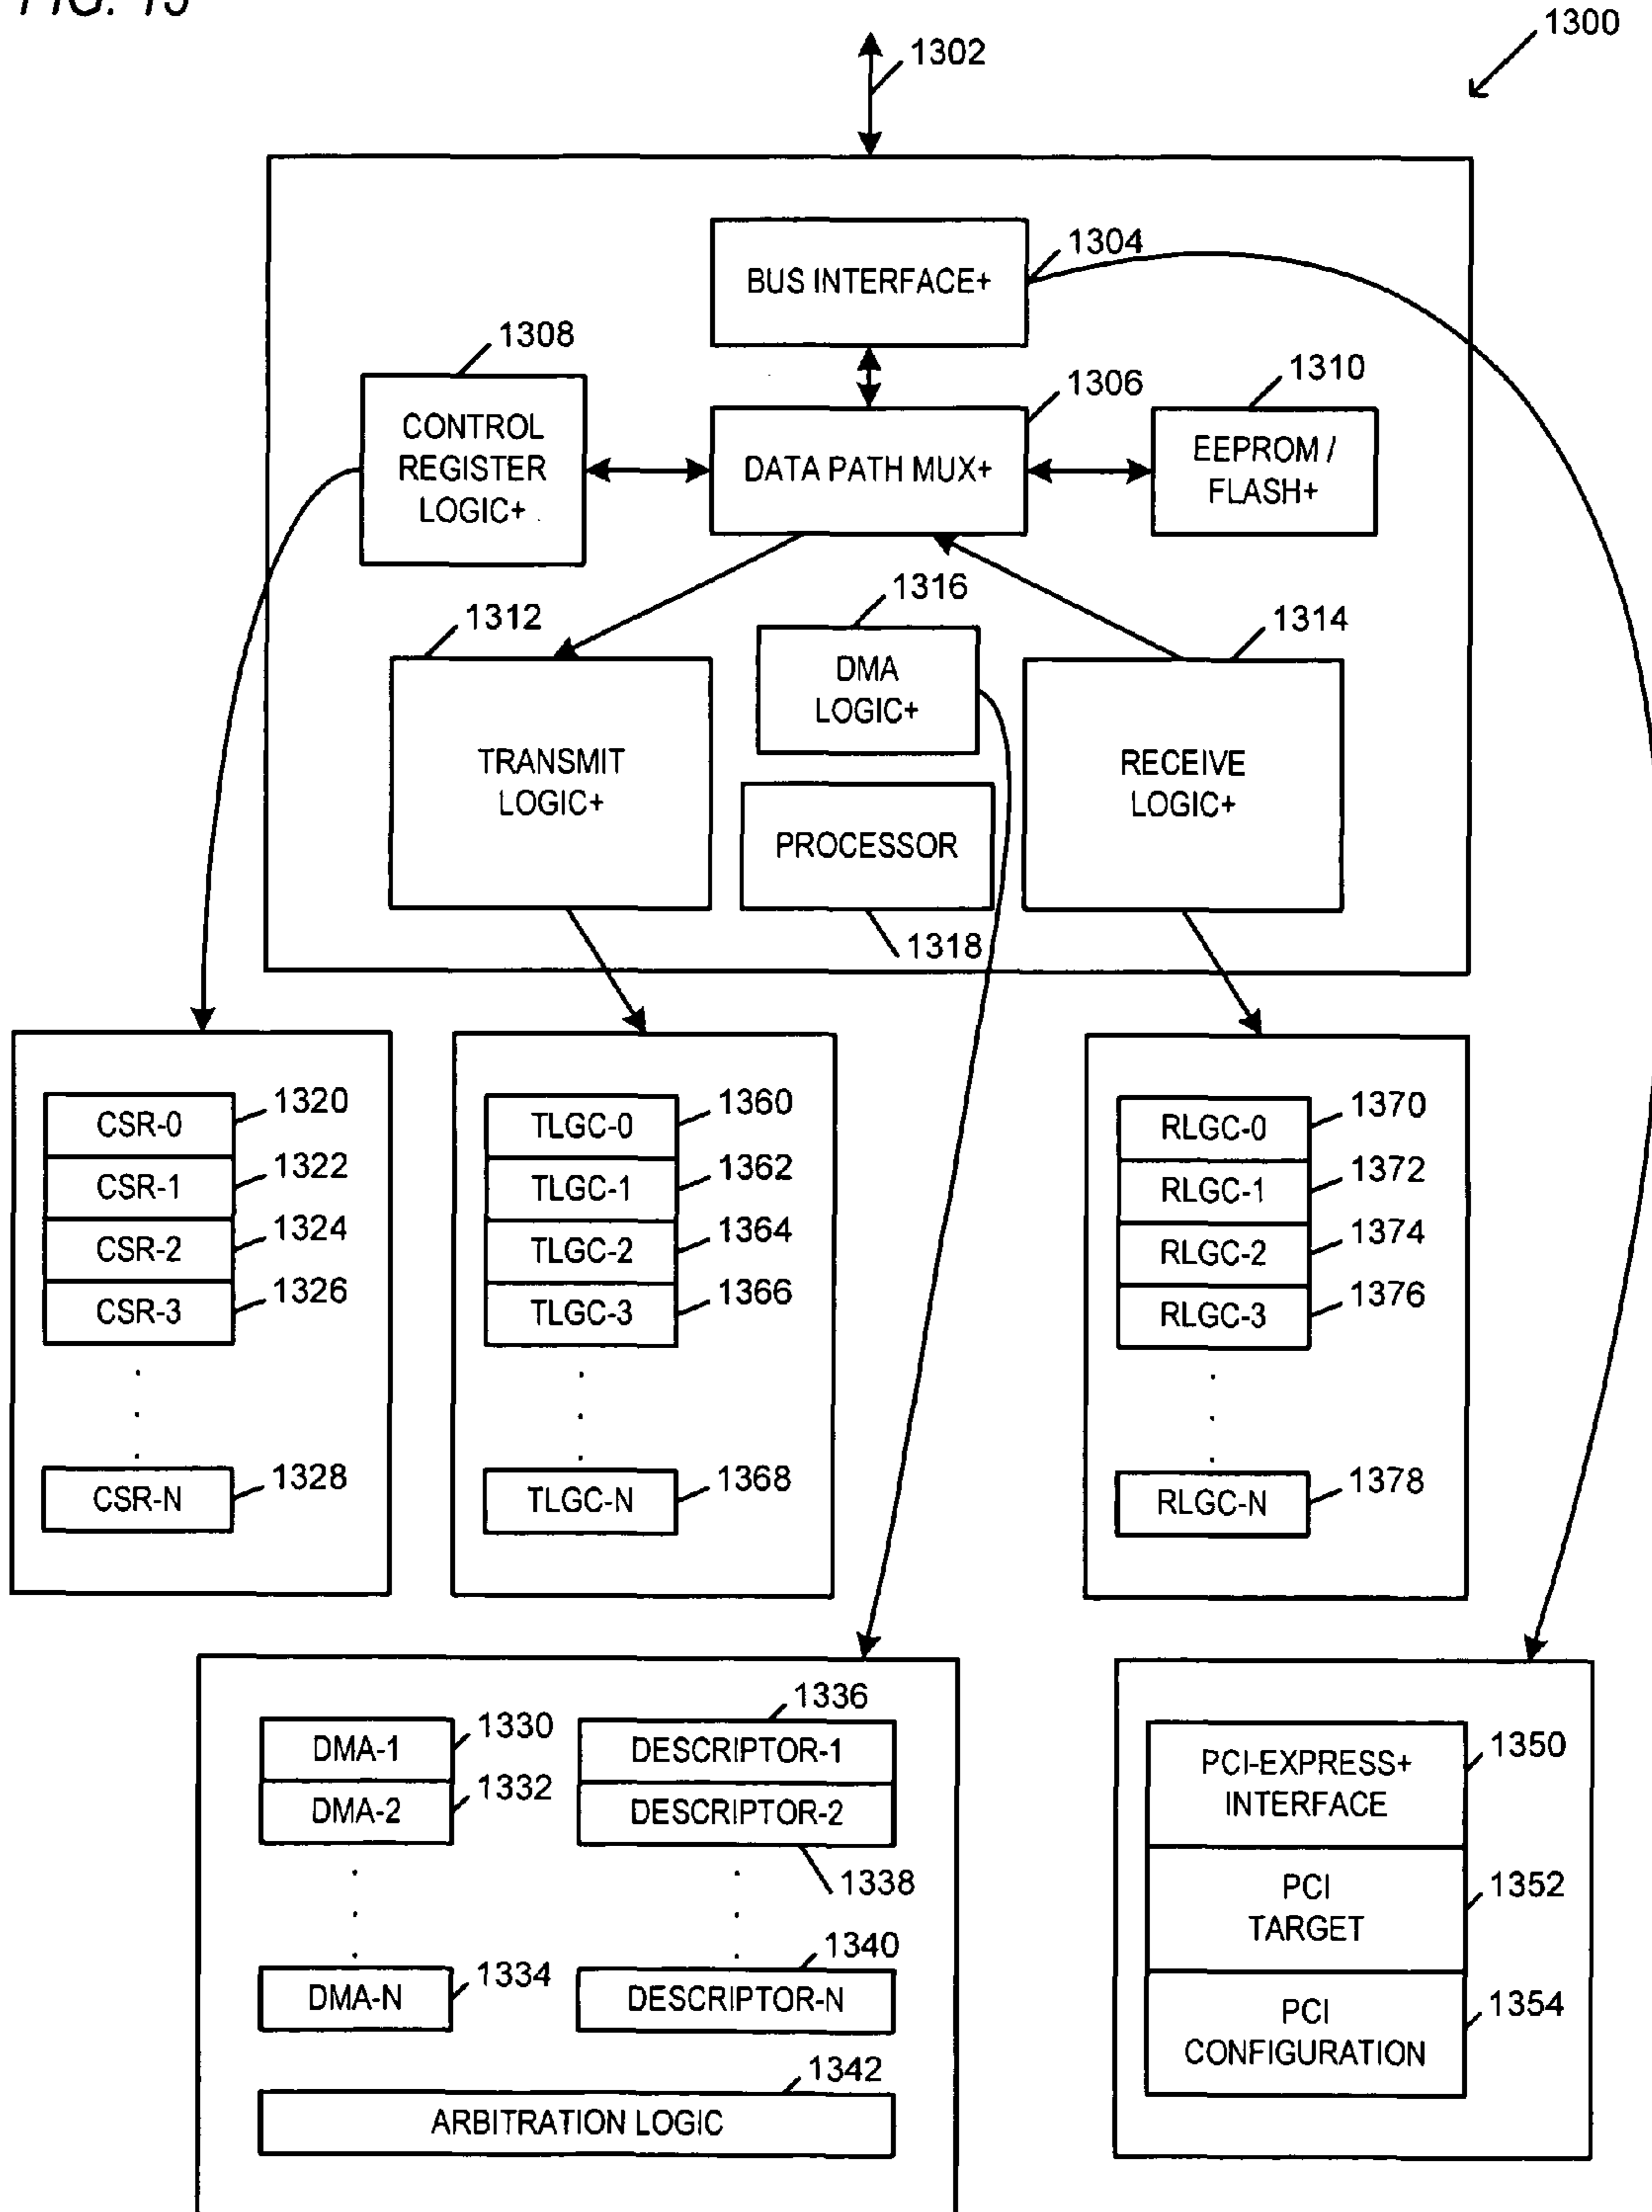 FIG. 13
1300
1302
1304
BUS INTERFACE+
1308
1306
1310
CONTROL
REGISTER
LOGIC+
DATA PATH MUX+
EEPROM /
FLASH+
1316
1312
1314
DMA
LOGIC+
TRANSMIT
LOGIC+
RECEIVE
LOGIC+
PROCESSOR
1318
CSR-0
1320
CSR-1
1322
CSR-2
1324
CSR-3
1326
CSR-N
1328
TLGC-0
1360
TLGC-1
1362
TLGC-2
1364
TLGC-3
1366
TLGC-N
1368
RLGC-0
1370
RLGC-1
1372
RLGC-2
1374
RLGC-3
1376
RLGC-N
1378
DMA-1
1330
DMA-2
1332
DMA-N
1334
1336
DESCRIPTOR-1
DESCRIPTOR-2
1338
1340
DESCRIPTOR-N
1342
ARBITRATION LOGIC
PCI-EXPRESS+
INTERFACE
1350
PCI
TARGET
1352
PCI
CONFIGURATION
1354